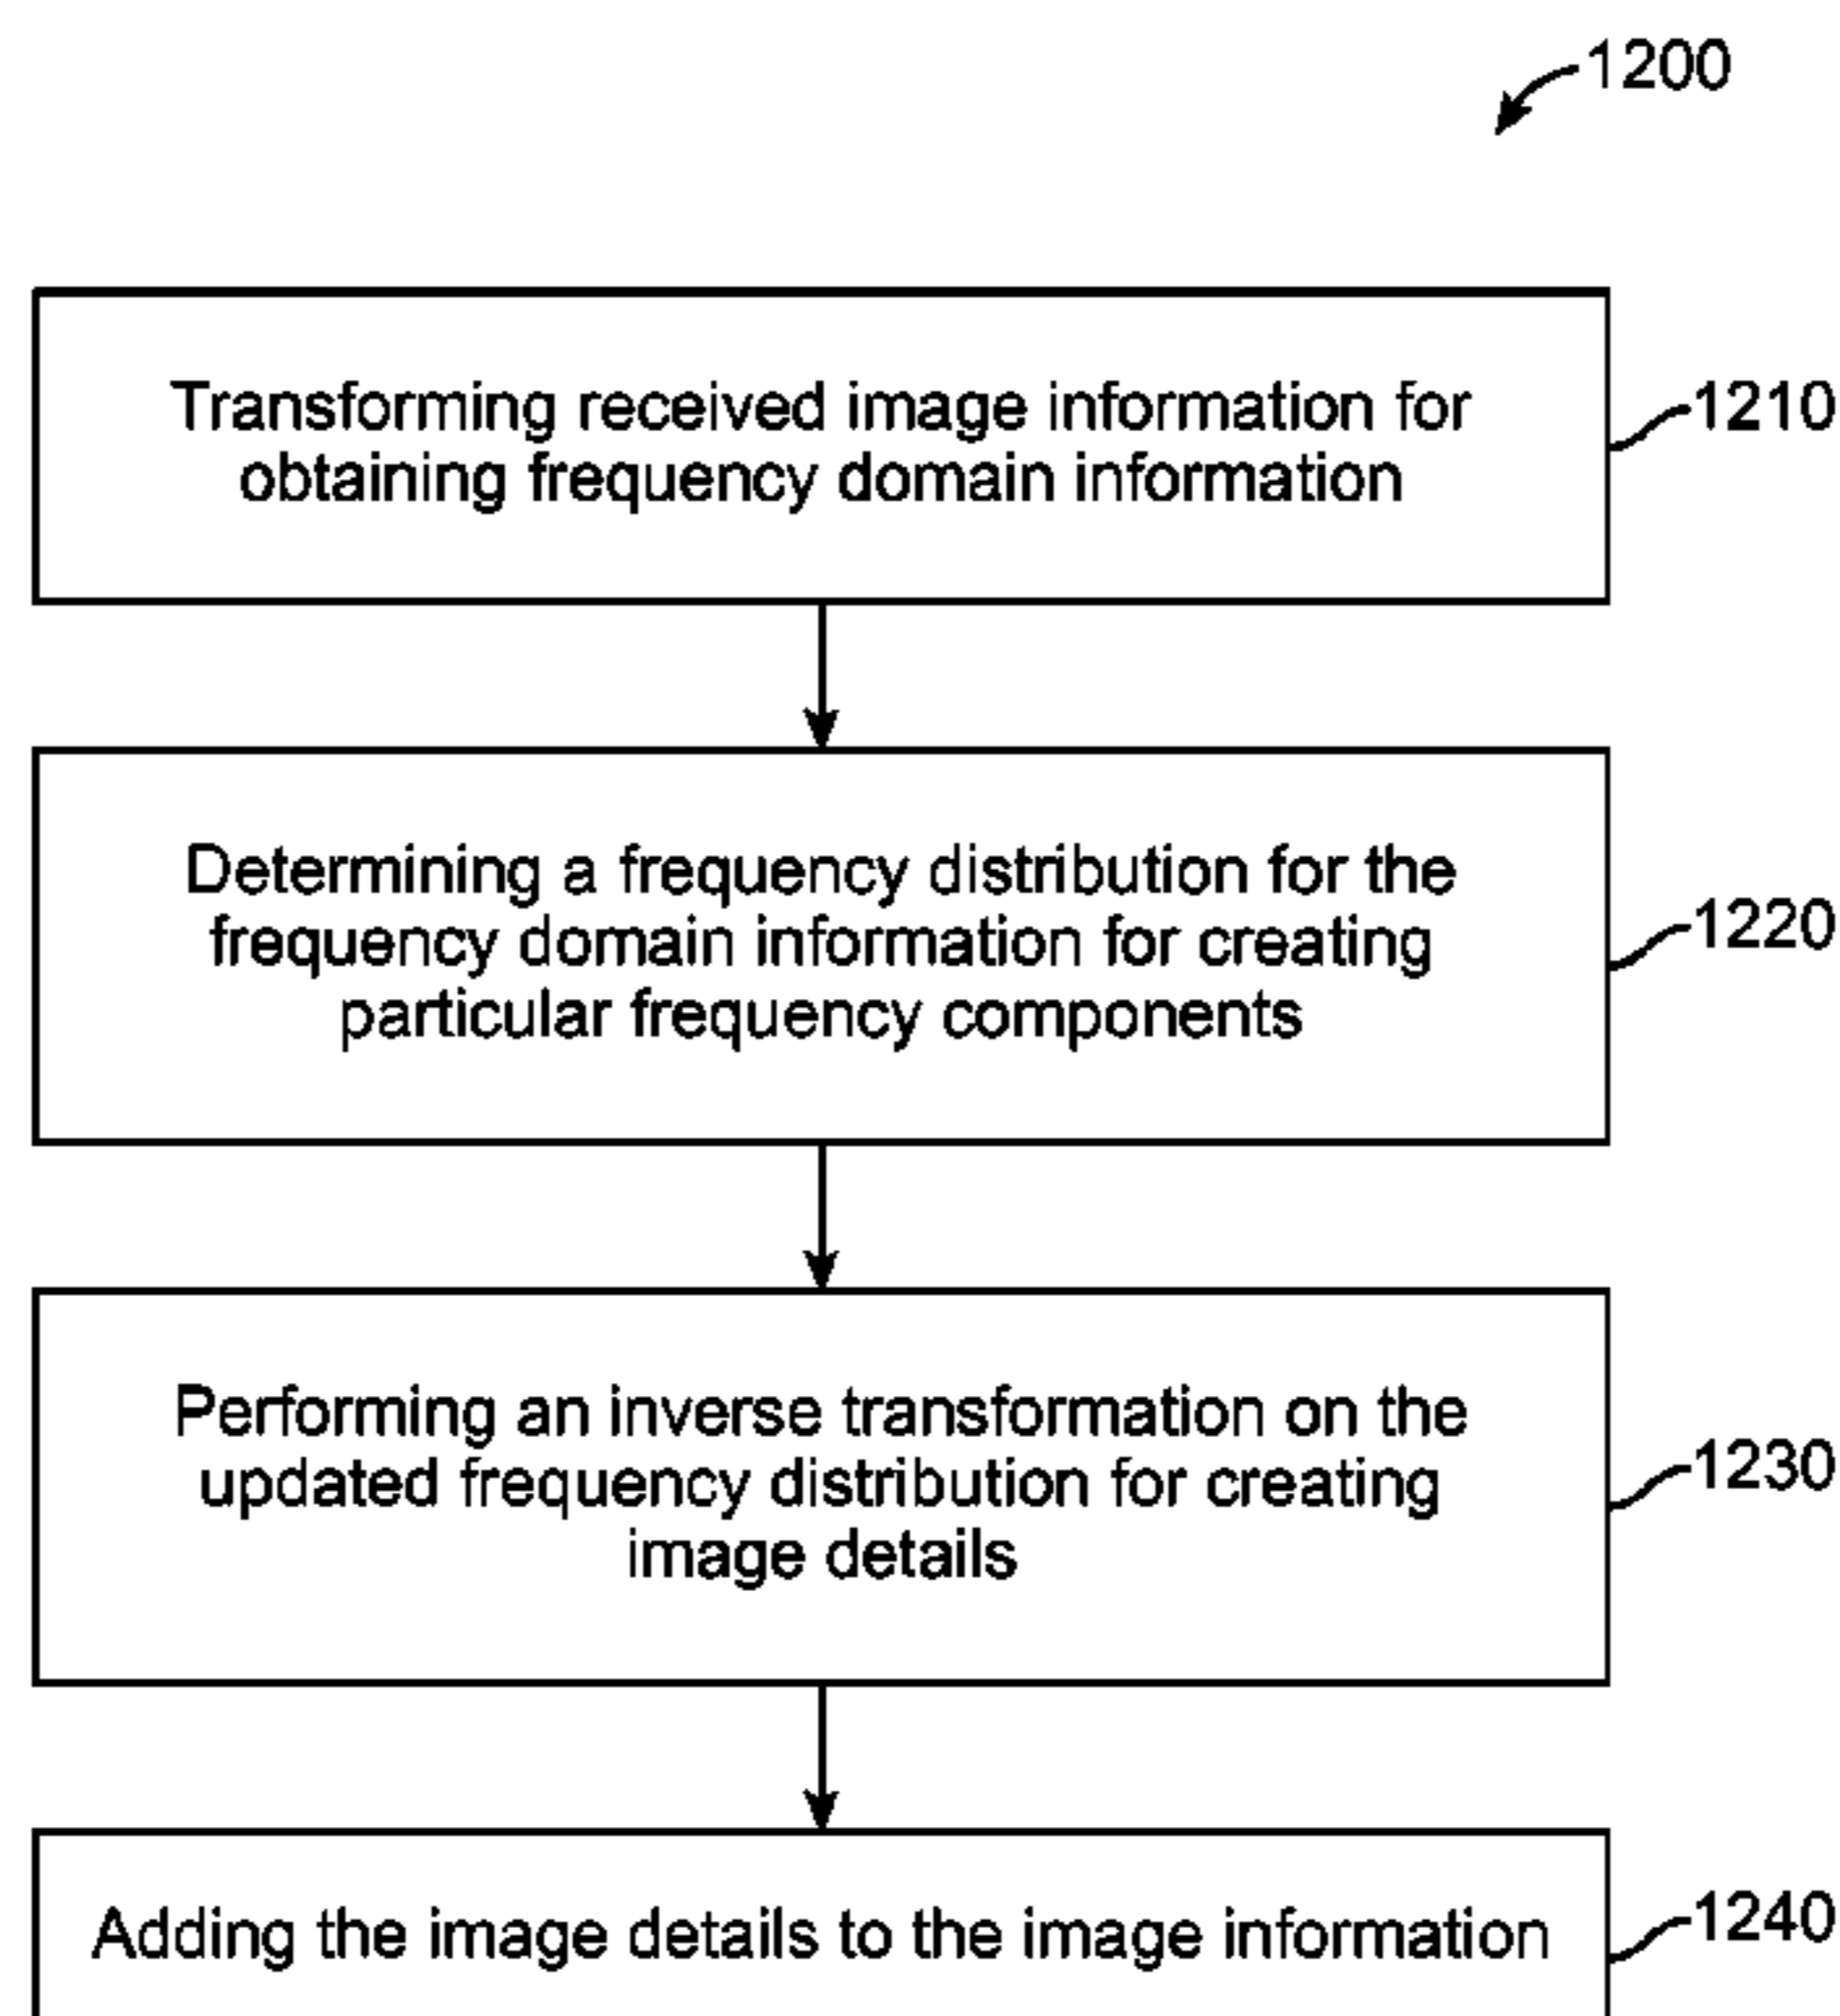 1200
Transforming received image information for
obtaining frequency domain information
1210
Determining a frequency distribution for the
frequency domain information for creating
particular frequency components
1220
Performing an inverse transformation on the
updated frequency distribution for creating
image details
1230
Adding the image details to the image information
1240